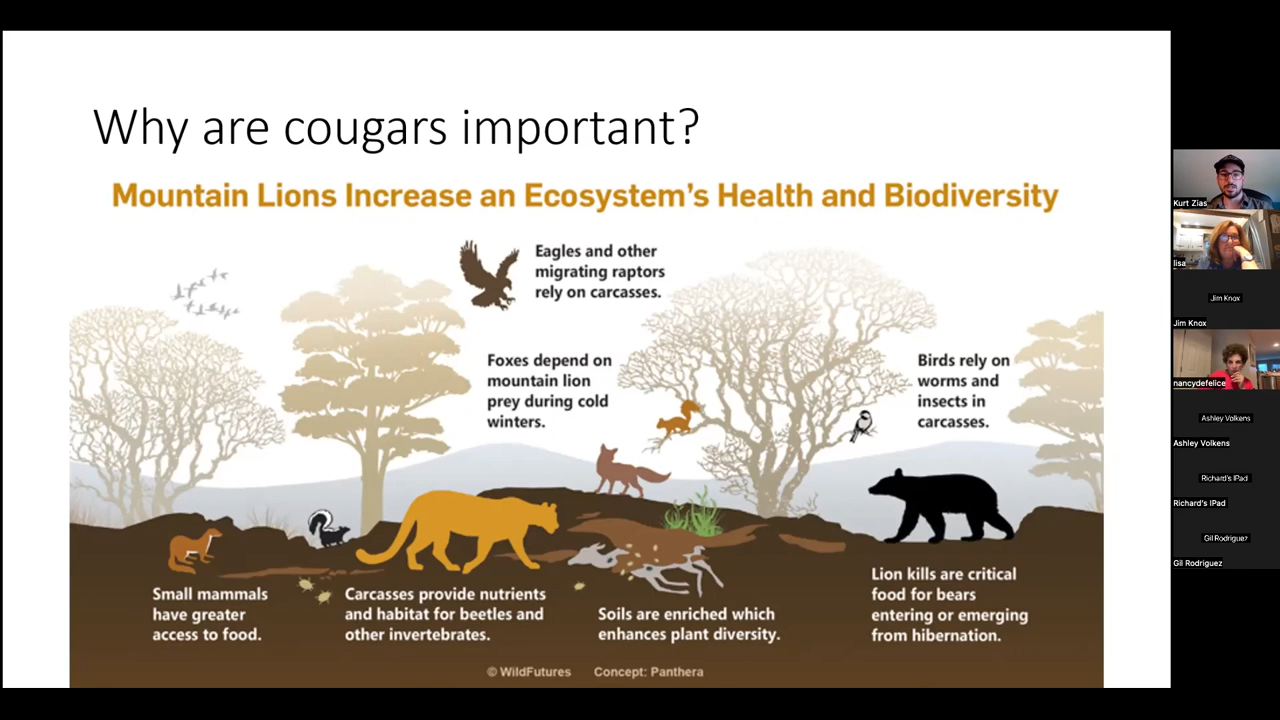 Why are cougars important?
Mountain Lions Increase an Ecosystem's Health and Biodiversity
Eagles and other
migrating raptors
rely on carcasses.
Foxes depend on
mountain lion
prey during cold
winters.
Birds rely on
worms and
insects in
carcasses.
Small mammals
have greater
access to food.
Carcasses provide nutrients
and habitat for beetles and
other invertebrates.
Soils are enriched which
enhances plant diversity.
Lion kills are critical
food for bears
entering or emerging
from hibernation.
© WildFutures Concept: Panthera
Kurt Zias
lisa
Jim Knox
Jim Knox
nancydefelice
Ashley Volkens
Ashley Volkens
Richard's iPad
Richard's iPad
Gil Rodriguez
Gil Rodriguez